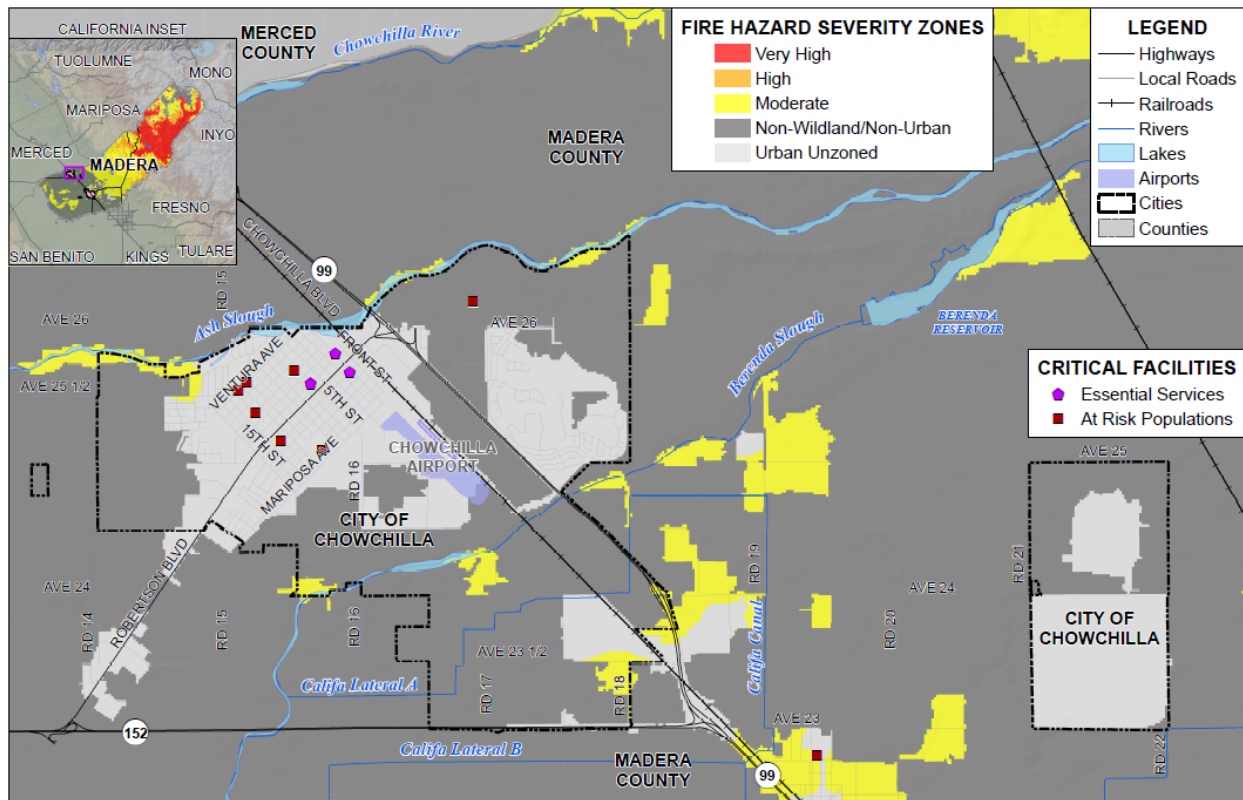 CALIFORNIA INSET
TUOLUMNE
MONO
MARIPOSA
INYO
MERCED
MADERA
FRESNO
SAN BENITO
KINGS
TULARE
MERCED
COUNTY
Chowchilla River
FIRE HAZARD SEVERITY ZONES
Very High
High
Moderate
Non-Wildland/Non-Urban
Urban Unzoned
LEGEND
Highways
Local Roads
Railroads
Rivers
Lakes
Airports
Cities
Counties
MADERA
COUNTY
CHOWCHILLA BLVD
99
RD 15
AVE 26
Ash Slough
AVE 26
FRONT ST
Berenda Slough
BERENDA
RESERVOIR
VENTURA AVE
AVE 25 1/2
5TH ST
15TH ST
MARIPOSA AVE
RD 16
CHOWCHILLA
AIRPORT
CRITICAL FACILITIES
Essential Services
At Risk Populations
AVE 25
CITY OF
CHOWCHILLA
ROBERTSON BLVD
AVE 24
RD 14
RD 15
RD 16
RD 19
AVE 24
RD 20
RD 21
CITY OF
CHOWCHILLA
AVE 23 1/2
Califa Canal
Califa Lateral A
RD 17
RD 18
AVE 23
152
Califa Lateral B
MADERA
COUNTY
99
RD 22